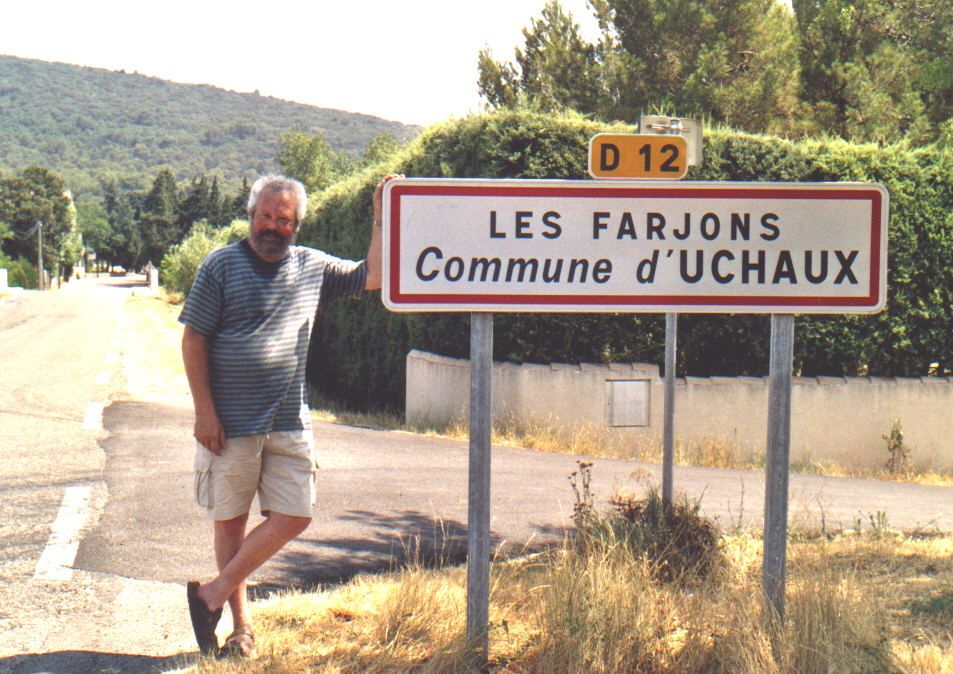 D 12
LES FARJONS
Commune d'UCHAUX